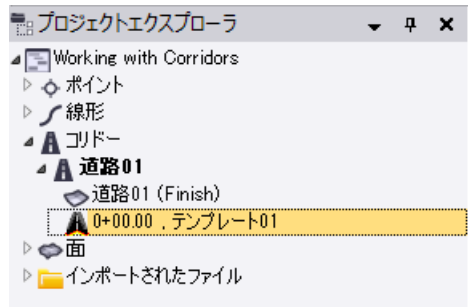 プロジェクトエクスプローラ
Working with Corridors
ポイント
線形
コリドー
道路01
道路01 (Finish)
0+00.00 , テンプレート01
面
インポートされたファイル